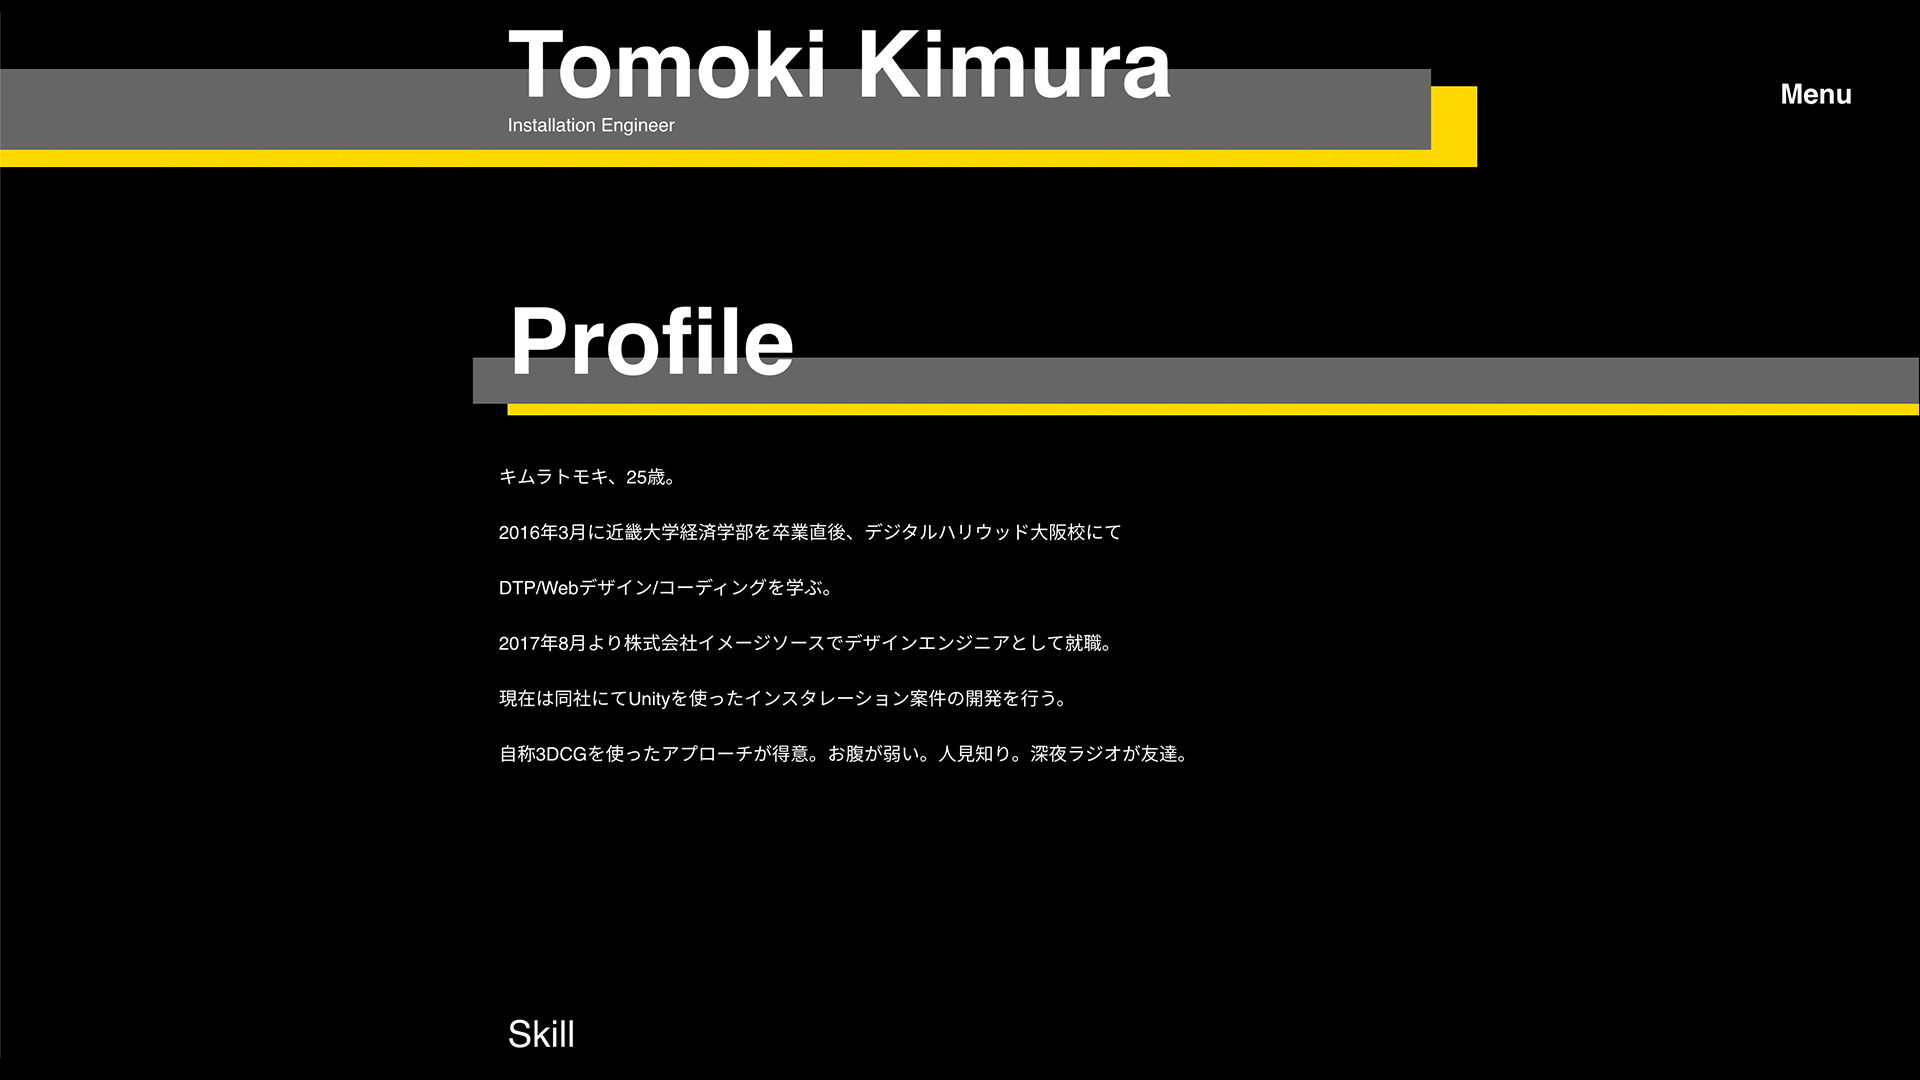 Tomoki Kimura
Installation Engineer
Menu
Profile
キムラトモキ、25歳。
2016年3月に近畿大学経済学部を卒業直後、デジタルハリウッド大阪校にて
DTP/Webデザイン/コーディングを学ぶ。
2017年8月より株式会社イメージソースでデザインエンジニアとして就職。
現在は同社にてUnityを使ったインスタレーション案件の開発を行う。
自称3DCGを使ったアプローチが得意。お腹が弱い。人見知り。深夜ラジオが友達。
Skill